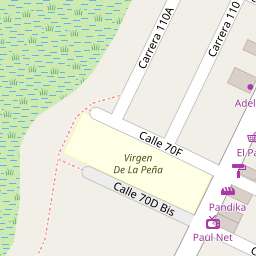 Carrera 110A
Carrera 110
Adel
Calle 70F
El Pa
Virgen
De La Peña
Calle 70D Bis
Pandika
Paul Net